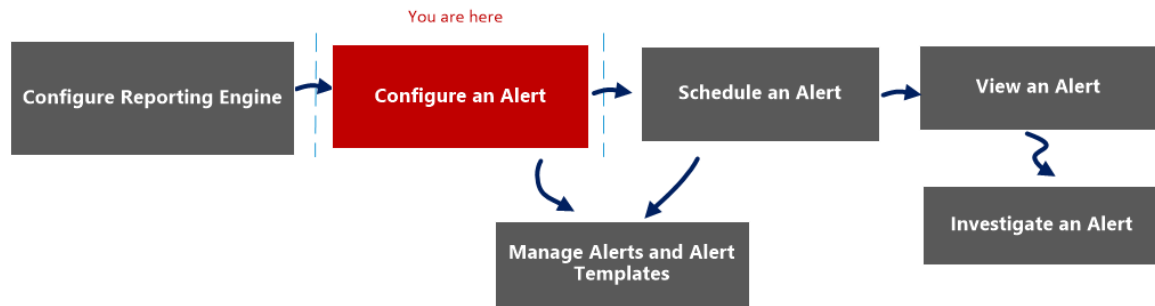 You are here
Configure Reporting Engine
Configure an Alert
Schedule an Alert
View an Alert
Manage Alerts and Alert
Templates
Investigate an Alert